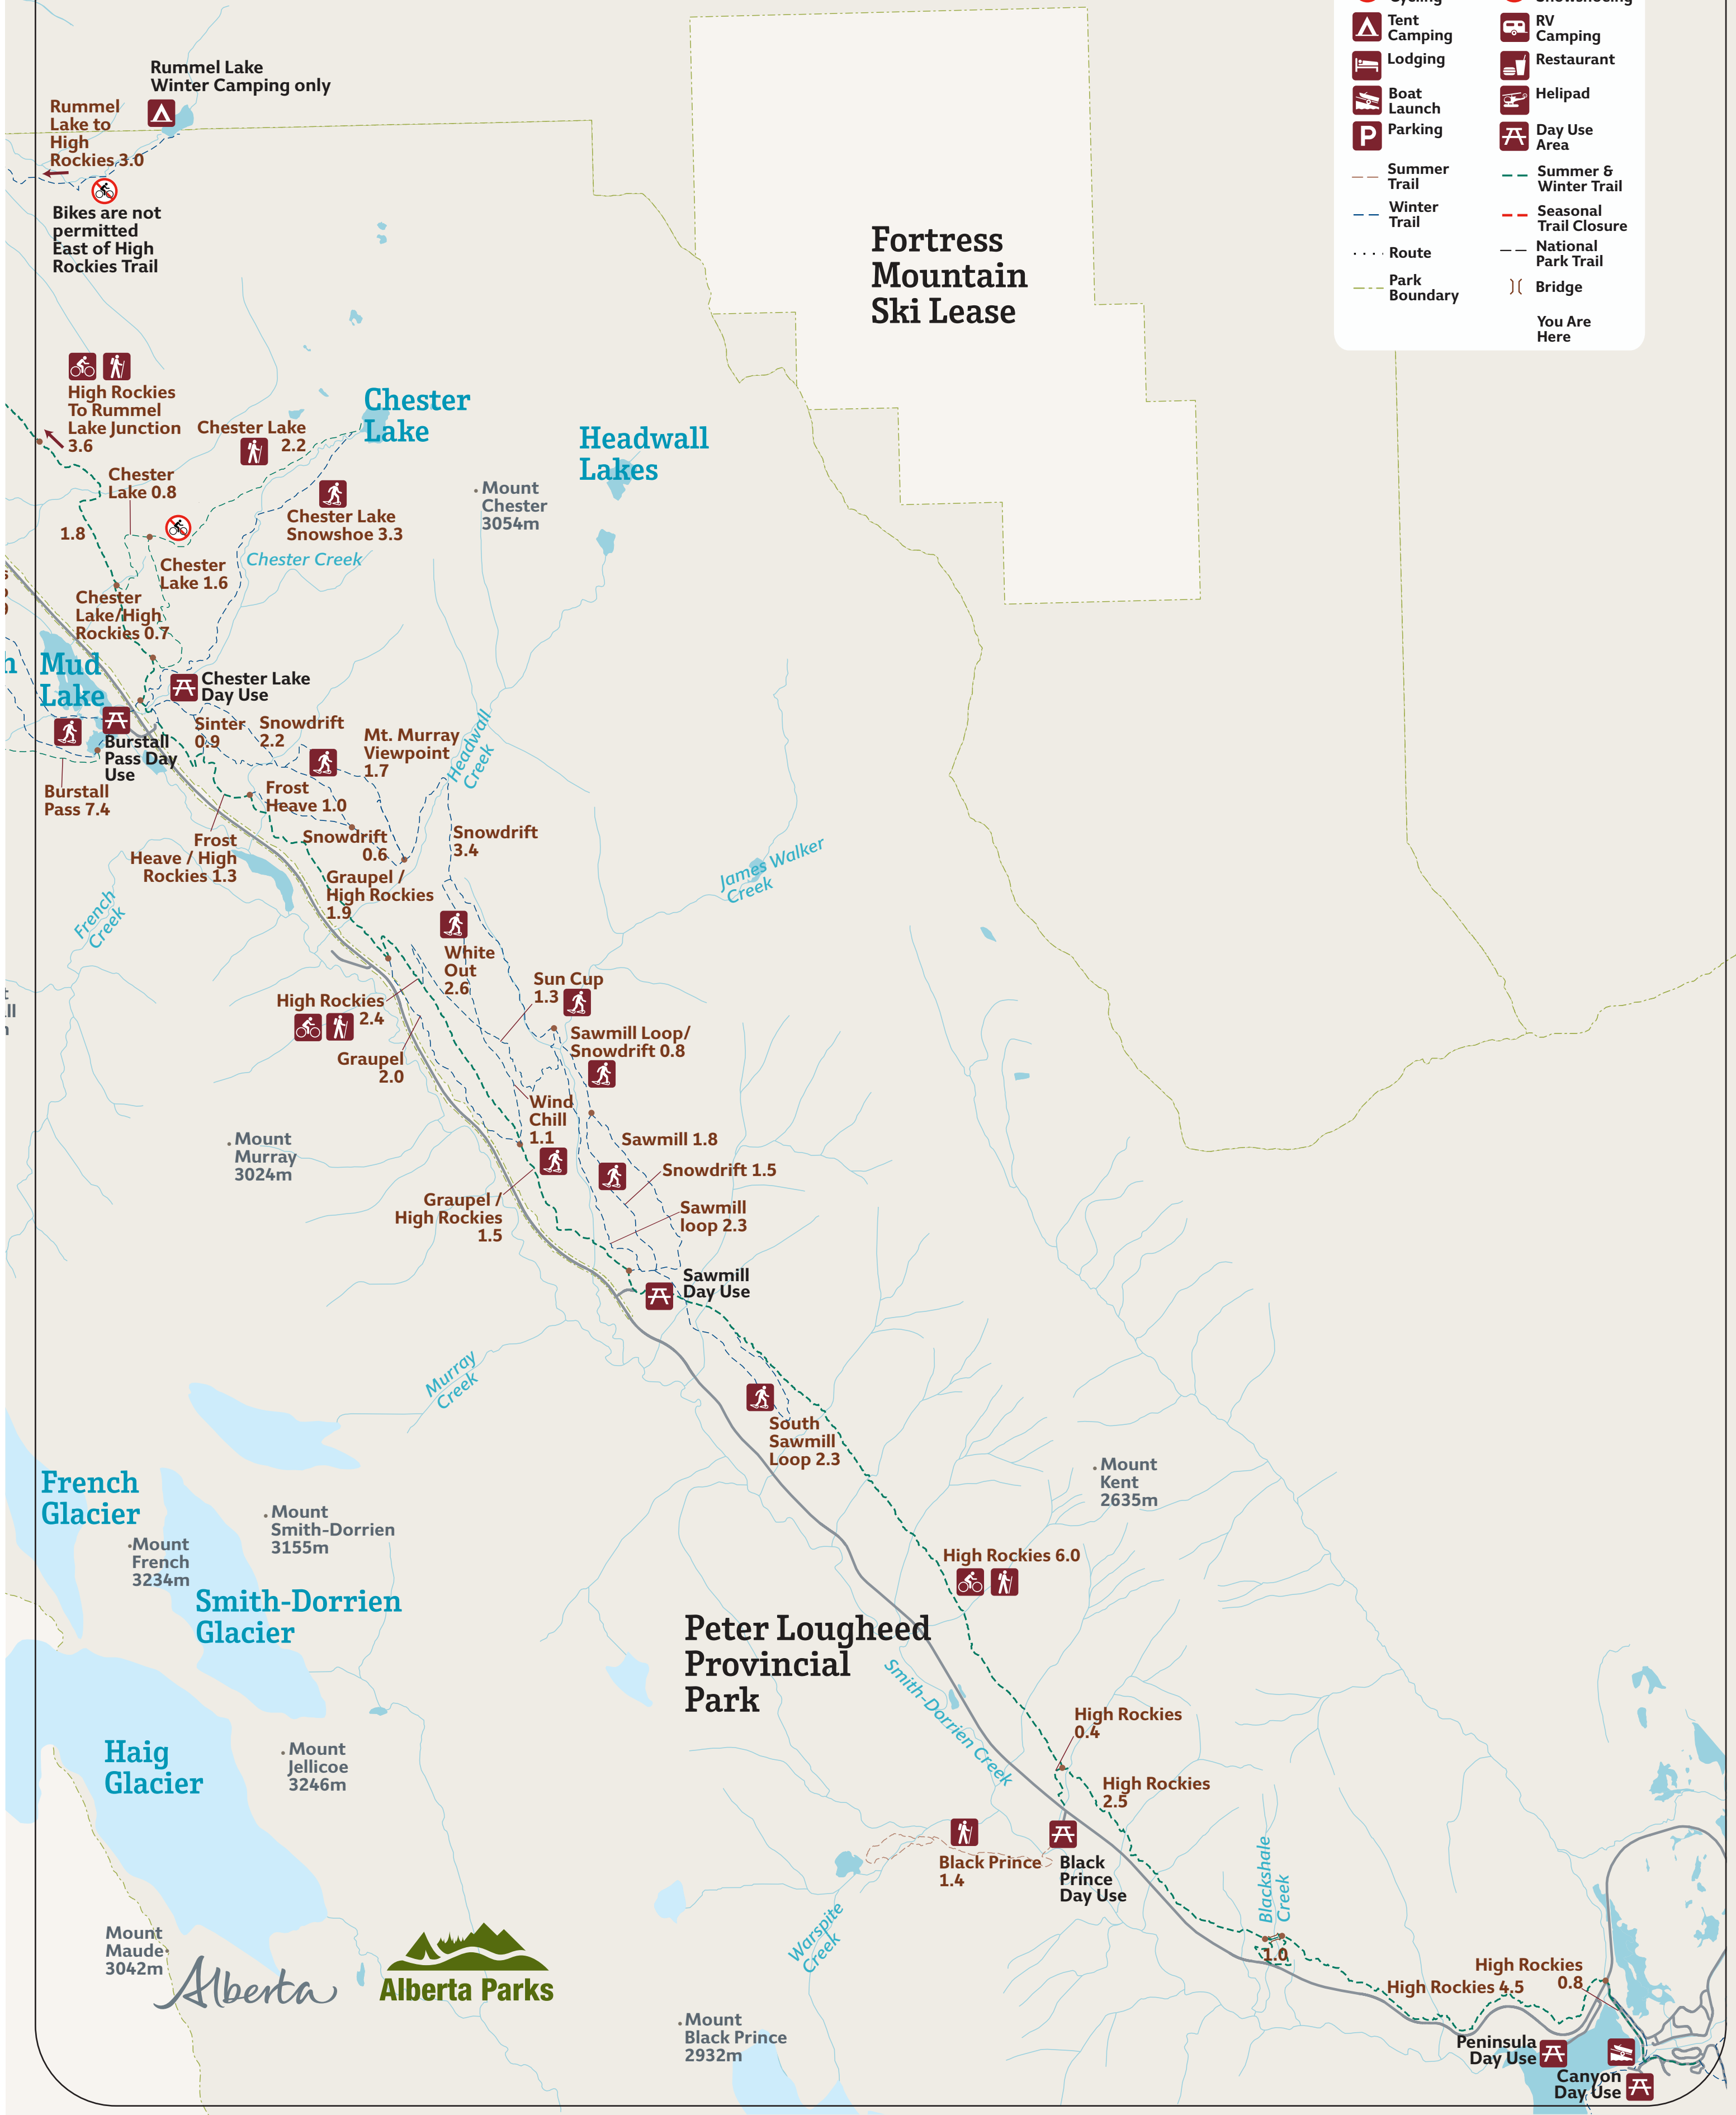 Tent
Camping
RV
Camping
Lodging
Restaurant
Boat
Launch
Helipad
Parking
Day Use
Area
Summer
Trail
Summer &
Winter Trail
Winter
Trail
Seasonal
Trail Closure
Route
National
Park Trail
Park
Boundary
Bridge
You Are
Here
Rummel Lake
Winter Camping only
Rummel
Lake to
High
Rockies 3.0
Bikes are not
permitted
East of High
Rockies Trail
Fortress
Mountain
Ski Lease
High Rockies
To Rummel
Lake Junction
3.6
Chester Lake
2.2
Chester
Lake
Headwall
Lakes
Chester
Lake 0.8
Mount
Chester
3054m
Chester Lake
Snowshoe 3.3
1.8
Chester Creek
Chester
Lake 1.6
Chester
Lake/High
Rockies 0.7
Mud
Lake
Chester Lake
Day Use
Burstall
Pass Day
Use
Burstall
Pass 7.4
Sinter
0.9
Snowdrift
2.2
Mt. Murray
Viewpoint
1.7
Headwall
Creek
Frost
Heave 1.0
Frost
Heave / High
Rockies 1.3
Snowdrift
0.6
Snowdrift
3.4
Graupel /
High Rockies
1.9
James Walker
Creek
French
Creek
White
Out
2.6
Sun Cup
1.3
High Rockies
2.4
Sawmill Loop/
Snowdrift 0.8
Graupel
2.0
Wind
Chill
1.1
Mount
Murray
3024m
Sawmill 1.8
Snowdrift 1.5
Graupel /
High Rockies
1.5
Sawmill
loop 2.3
Sawmill
Day Use
Murray
Creek
South
Sawmill
Loop 2.3
French
Glacier
Mount
Kent
2635m
Mount
Smith-Dorrien
3155m
Mount
French
3234m
High Rockies 6.0
Smith-Dorrien
Glacier
Peter Lougheed
Provincial
Park
Smith-Dorrien Creek
High Rockies
0.4
Haig
Glacier
Mount
Jellicoe
3246m
High Rockies
2.5
Black Prince
1.4
Black
Prince
Day Use
Blackshale
Creek
Warspite
Creek
Mount
Maude
3042m
Alberta
Alberta Parks
1.0
High Rockies
0.8
High Rockies 4.5
Mount
Black Prince
2932m
Peninsula
Day Use
Canyon
Day Use